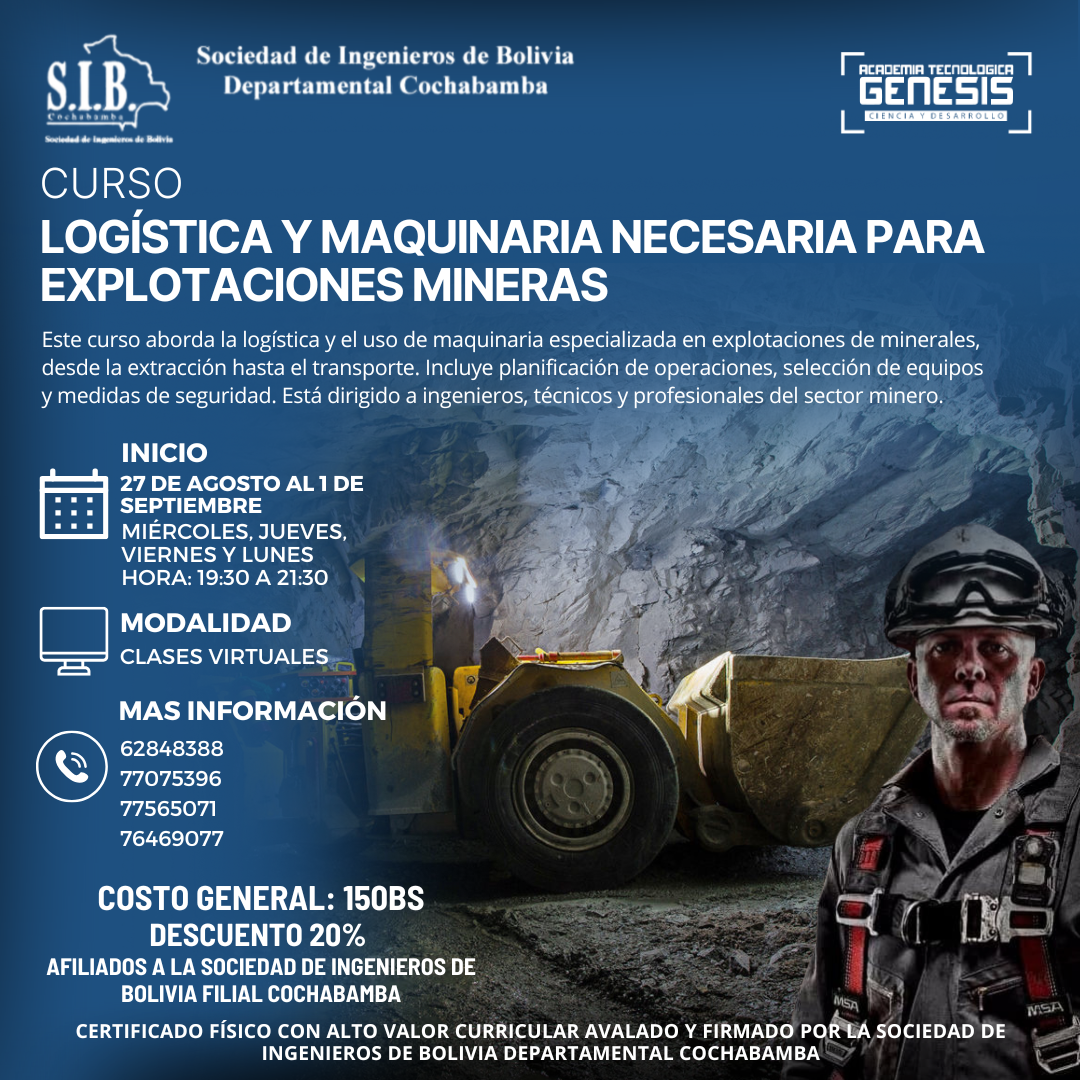 S.I.B.
Cochabamba
Sociedad de Ingenieros de Bolivia
Sociedad de Ingenieros de Bolivia
Departamental Cochabamba
ACADEMIA TECNOLOGICA
GENESIS
CIENCIA Y DESARROLLO
CURSO
LOGÍSTICA Y MAQUINARIA NECESARIA PARA
EXPLOTACIONES MINERAS
Este curso aborda la logística y el uso de maquinaria especializada en explotaciones de minerales,
desde la extracción hasta el transporte. Incluye planificación de operaciones, selección de equipos
y medidas de seguridad. Está dirigido a ingenieros, técnicos y profesionales del sector minero.
INICIO
27 DE AGOSTO AL 1 DE
SEPTIEMBRE
MIÉRCOLES, JUEVES,
VIERNES Y LUNES
HORA: 19:30 A 21:30
MODALIDAD
CLASES VIRTUALES
MAS INFORMACIÓN
62848388
77075396
77565071
76469077
COSTO GENERAL: 150BS
DESCUENTO 20%
AFILIADOS A LA SOCIEDAD DE INGENIEROS DE
BOLIVIA FILIAL COCHABAMBA
MSA
MSA
CERTIFICADO FÍSICO CON ALTO VALOR CURRICULAR AVALADO Y FIRMADO POR LA SOCIEDAD DE
INGENIEROS DE BOLIVIA DEPARTAMENTAL COCHABAMBA